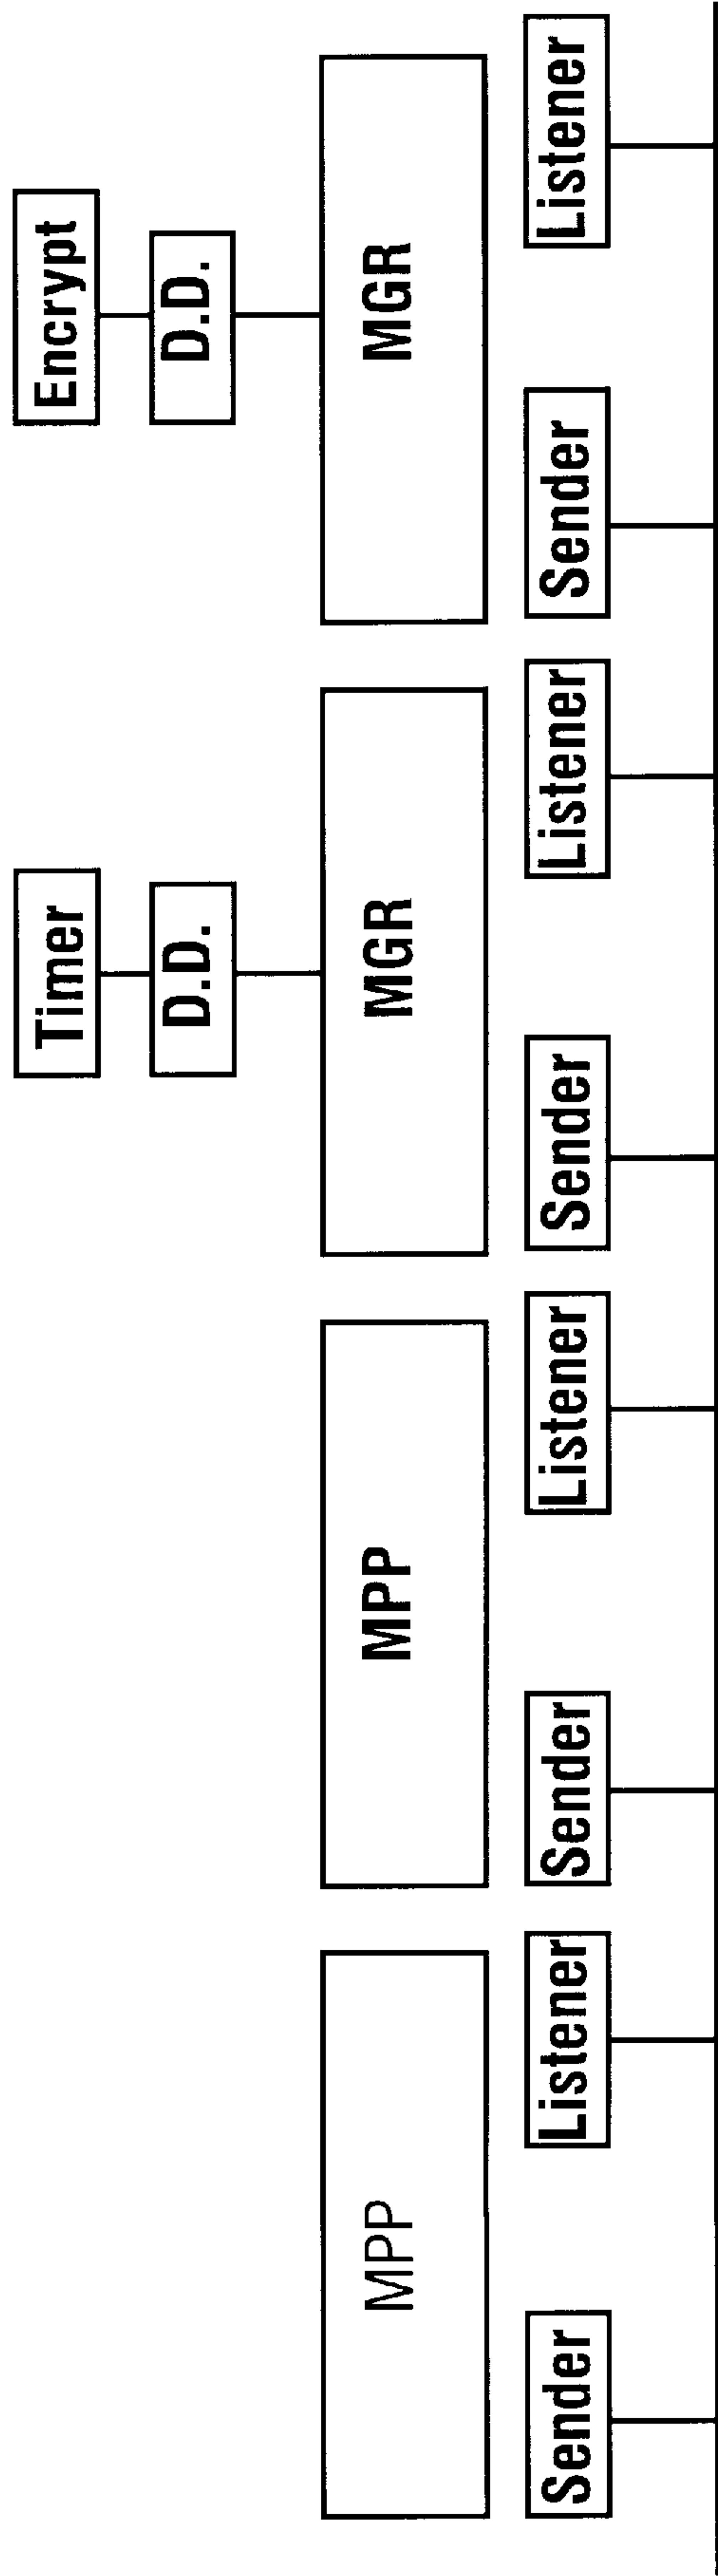 Timer
Encrypt
D.D.
D.D.
MPP
MPP
MGR
MGR
Sender
Listener
Sender
Listener
Sender
Listener
Sender
Listener